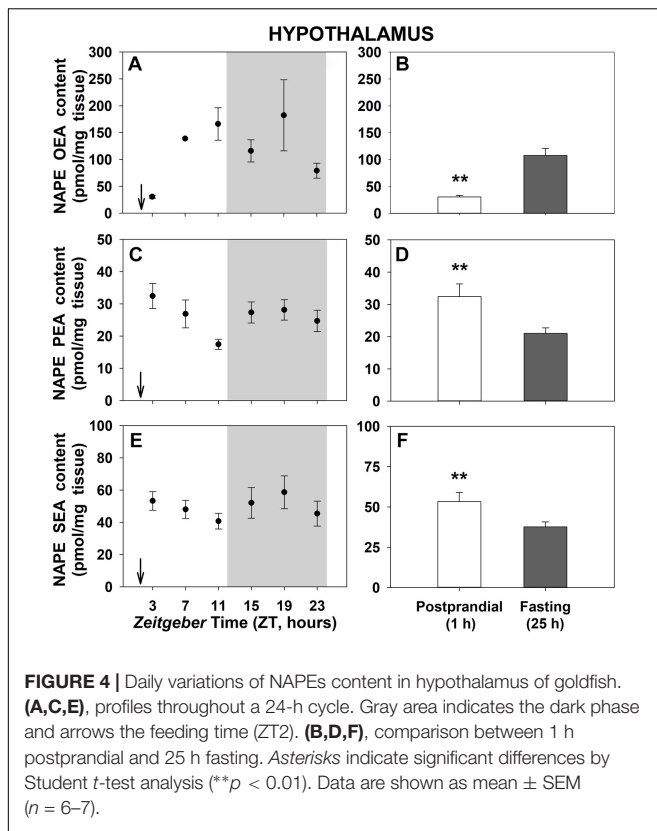 HYPOTHALAMUS
A
NAPE OEA content
(pmol/mg tissue)
300
250
200
150
100
50
0
B
300
250
200
150
100
50
0
**
C
NAPE PEA content
(pmol/mg tissue)
50
40
30
20
10
0
D
50
40
30
20
10
0
**
E
NAPE SEA content
(pmol/mg tissue)
100
80
60
40
20
0
3 7 11 15 19 23
Zeitgeber Time (ZT, hours)
F
100
75
50
25
0
**
Postprandial Fasting
(1 h) (25 h)
FIGURE 4 | Daily variations of NAPEs content in hypothalamus of goldfish.
(A,C,E), profiles throughout a 24-h cycle. Gray area indicates the dark phase
and arrows the feeding time (ZT2). (B,D,F), comparison between 1 h
postprandial and 25 h fasting. Asterisks indicate significant differences by
Student t-test analysis (**p < 0.01). Data are shown as mean ± SEM
(n = 6–7).